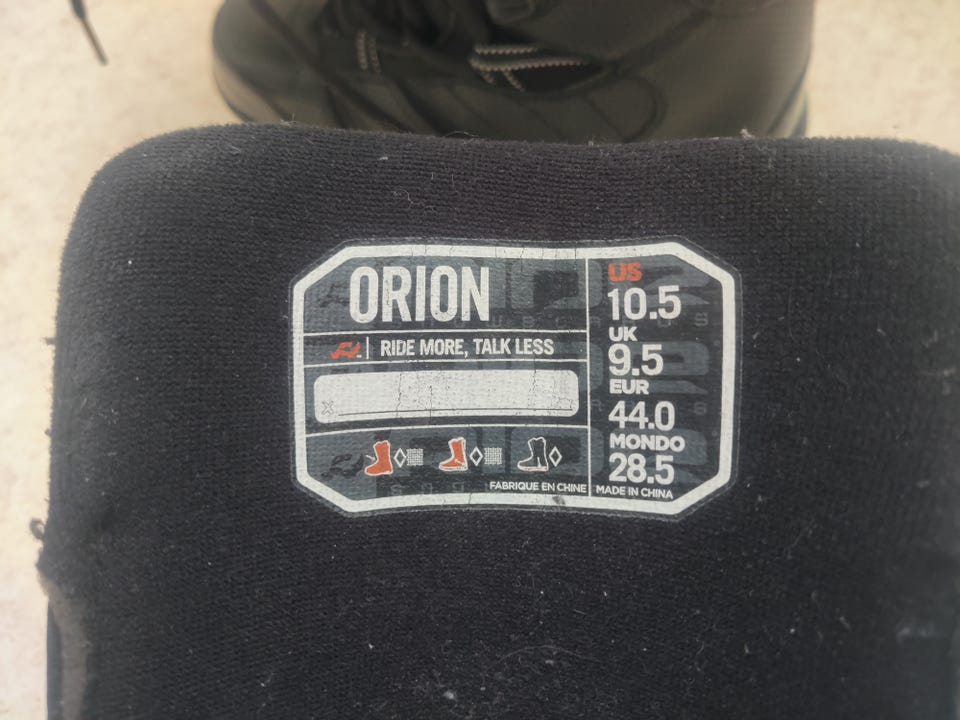 ORION
RIDE MORE, TALK LESS
X
FABRIQUE EN CHINE
US
10.5
UK
9.5
EUR
44.0
MONDO
28.5
MADE IN CHINA